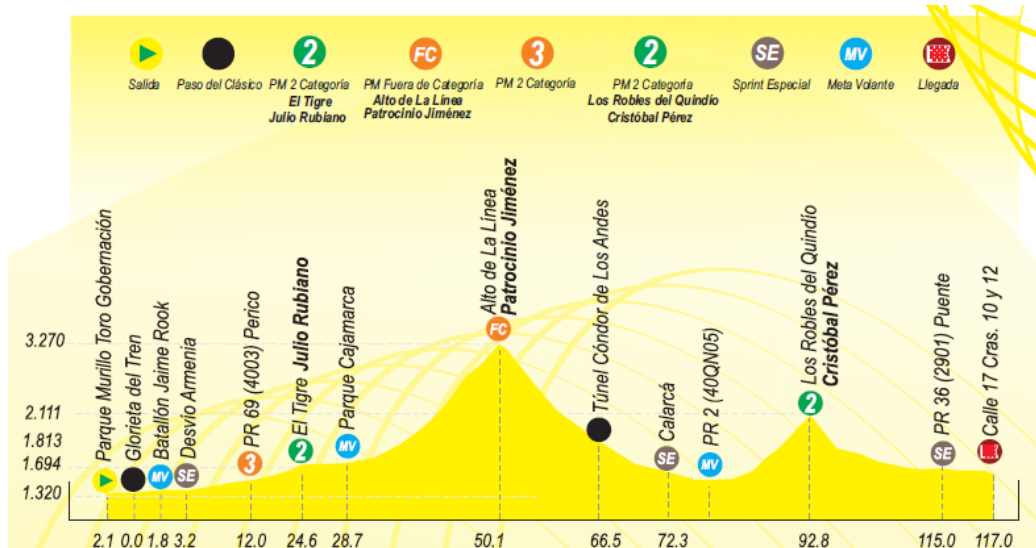 2
FC
3
2
SE
MV
Salida
Paso del Clásico
PM 2 Categoría
El Tigre
Julio Rubiano
PM Fuera de Categoría
Alto de La Línea
Patrocinio Jiménez
PM 2 Categoría
PM 2 Categoría
Los Robles del Quindío
Cristóbal Pérez
Sprint Especial
Meta Volante
Llegada
Parque Murillo Toro Gobernación
Glorieta del Tren
Batallón Jaime Rook
MV
Desvio Armenia
SE
PR 69 (4003) Perico
3
El Tigre Julio Rubiano
2
Parque Cajamarca
MV
Alto de La Línea
Patrocinio Jiménez
FC
Túnel Cóndor de Los Andes
Calarcá
SE
PR 2 (40QN05)
MV
Los Robles del Quindío
Cristóbal Pérez
2
PR 36 (2901) Puente
SE
Calle 17 Cras. 10 y 12
3.270
2.111
1.813
1.694
1.320
2.1 0.0 1.8 3.2 12.0 24.6 28.7 50.1 66.5 72.3 92.8 115.0 117.0